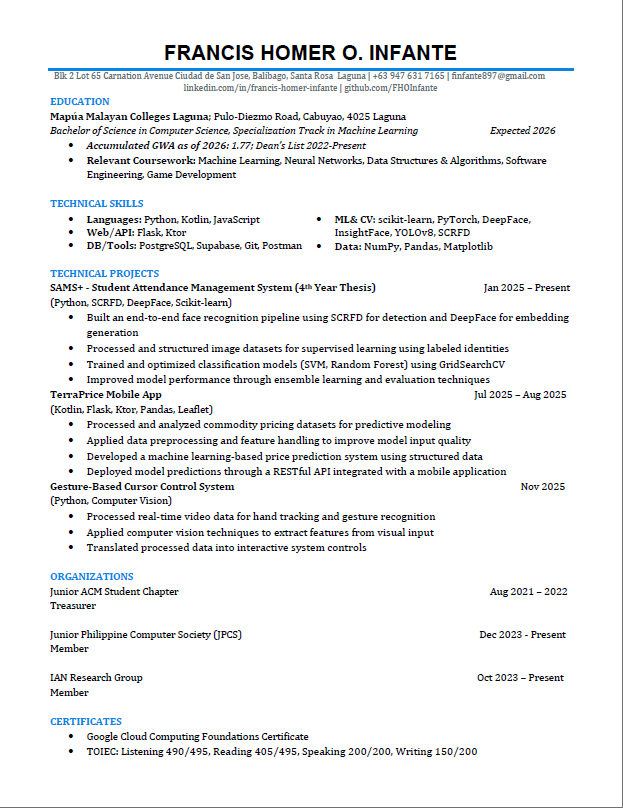 FRANCIS HOMER O. INFANTE
Blk 2 Lot 65 Carnation Avenue Ciudad de San Jose, Balibago, Santa Rosa Laguna | +63 947 631 7165 | finfante897@gmail.com
linkedin.com/in/francis-homer-infante | github.com/FHOInfante
EDUCATION
Mapúa Malayan Colleges Laguna; Pulo-Diezmo Road, Cabuyao, 4025 Laguna
Bachelor of Science in Computer Science, Specialization Track in Machine Learning Expected 2026
• Accumulated GWA as of 2026: 1.77; Dean's List 2022-Present
• Relevant Coursework: Machine Learning, Neural Networks, Data Structures & Algorithms, Software
Engineering, Game Development
TECHNICAL SKILLS
• Languages: Python, Kotlin, JavaScript
• Web/API: Flask, Ktor
• DB/Tools: PostgreSQL, Supabase, Git, Postman
• ML& CV: scikit-learn, PyTorch, DeepFace,
InsightFace, YOLOv8, SCRFD
• Data: NumPy, Pandas, Matplotlib
TECHNICAL PROJECTS
SAMS+ - Student Attendance Management System (4th Year Thesis) Jan 2025 – Present
(Python, SCRFD, DeepFace, Scikit-learn)
• Built an end-to-end face recognition pipeline using SCRFD for detection and DeepFace for embedding
generation
• Processed and structured image datasets for supervised learning using labeled identities
• Trained and optimized classification models (SVM, Random Forest) using GridSearchCV
• Improved model performance through ensemble learning and evaluation techniques
TerraPrice Mobile App Jul 2025 – Aug 2025
(Kotlin, Flask, Ktor, Pandas, Leaflet)
• Processed and analyzed commodity pricing datasets for predictive modeling
• Applied data preprocessing and feature handling to improve model input quality
• Developed a machine learning-based price prediction system using structured data
• Deployed model predictions through a RESTful API integrated with a mobile application
Gesture-Based Cursor Control System Nov 2025
(Python, Computer Vision)
• Processed real-time video data for hand tracking and gesture recognition
• Applied computer vision techniques to extract features from visual input
• Translated processed data into interactive system controls
ORGANIZATIONS
Junior ACM Student Chapter Aug 2021 – 2022
Treasurer
Junior Philippine Computer Society (JPCS) Dec 2023 - Present
Member
IAN Research Group Oct 2023 – Present
Member
CERTIFICATES
• Google Cloud Computing Foundations Certificate
• TOIEC: Listening 490/495, Reading 405/495, Speaking 200/200, Writing 150/200